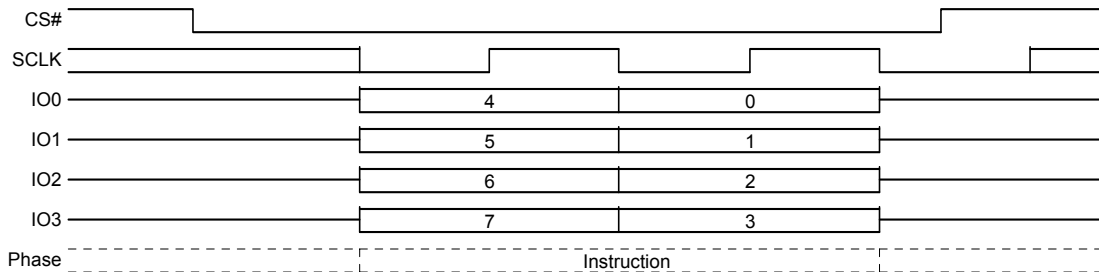 CS#
SCLK
IO0 4 0
IO1 5 1
IO2 6 2
IO3 7 3
Phase Instruction